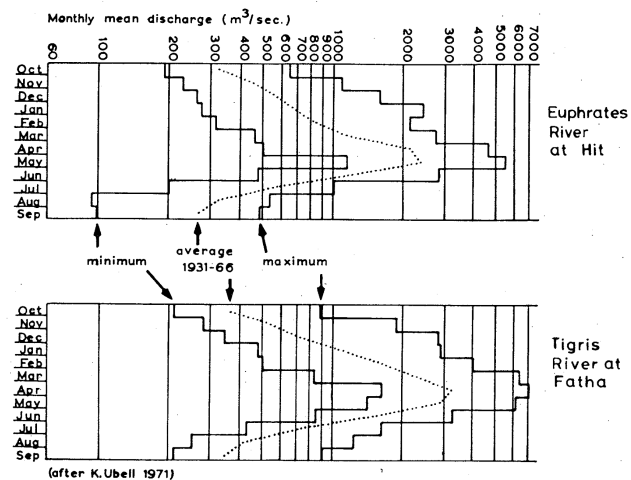 Monthly mean discharge (m³/sec.)
60
100
200
300
400
500
600
700
800
900
1000
2000
3000
4000
5000
6000
7000
Oct
Nov
Dec
Jan
Feb
Mar
Apr
May
Jun
Jul
Aug
Sep
Euphrates
River
at Hit
minimum
average
1931-66
maximum
Oct
Nov
Dec
Jan
Feb
Mar
Apr
May
Jun
Jul
Aug
Sep
Tigris
River at
Fatha
(after K.Ubell 1971)